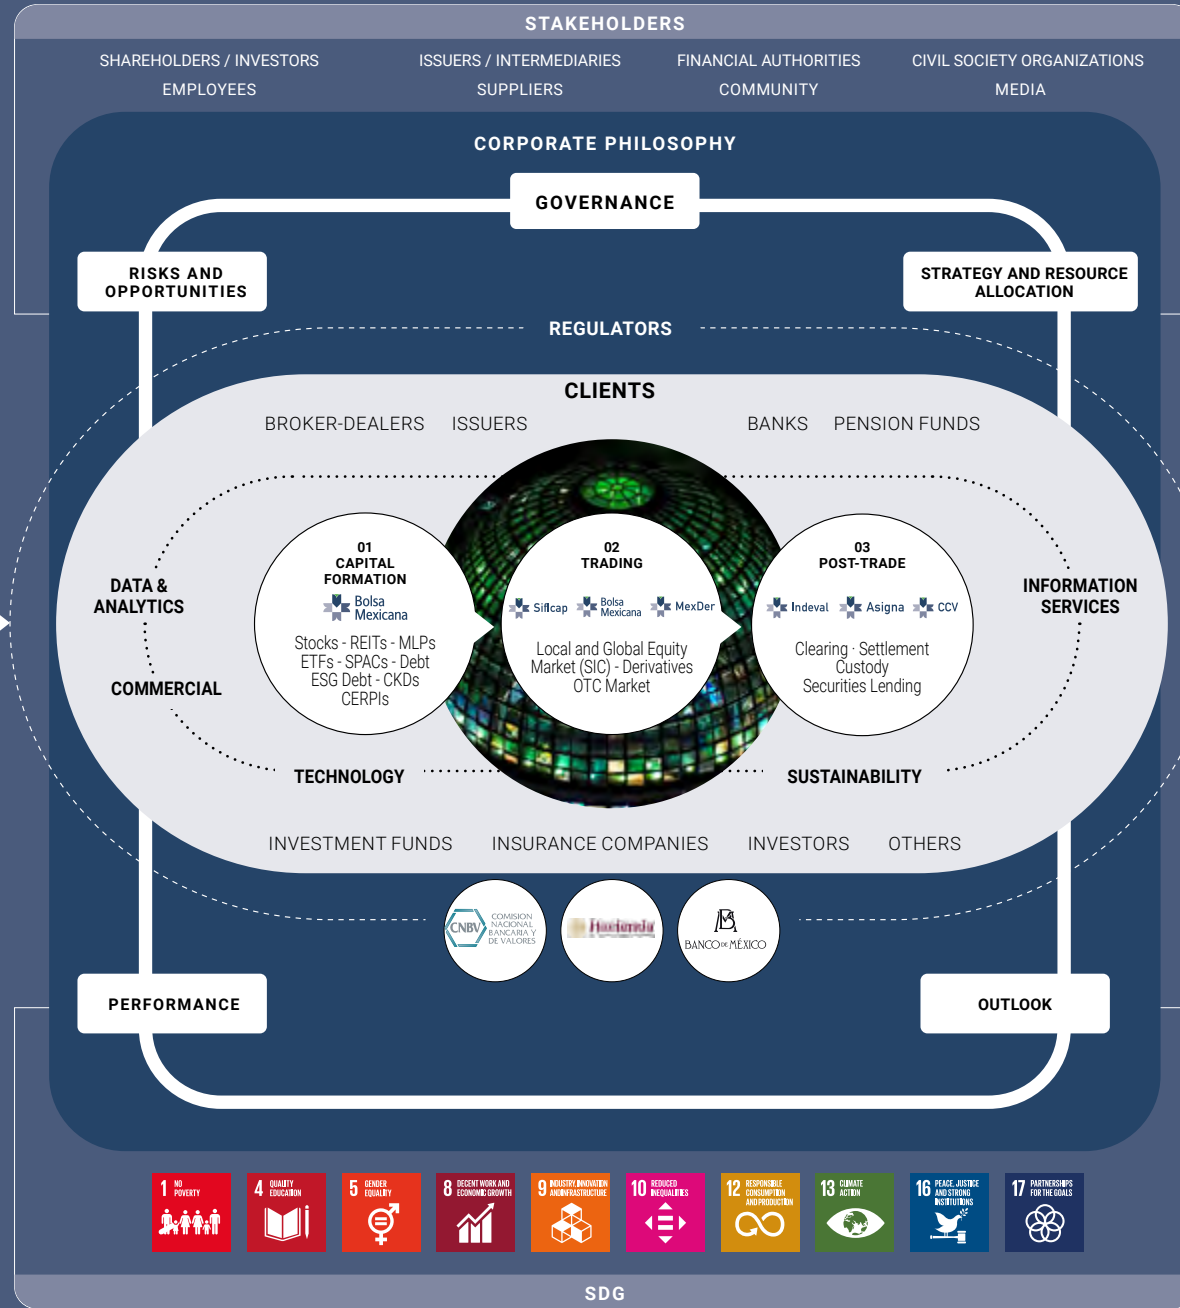 STAKEHOLDERS
SHAREHOLDERS / INVESTORS
ISSUERS / INTERMEDIARIES
FINANCIAL AUTHORITIES
CIVIL SOCIETY ORGANIZATIONS
EMPLOYEES
SUPPLIERS
COMMUNITY
MEDIA
CORPORATE PHILOSOPHY
GOVERNANCE
RISKS AND
OPPORTUNITIES
STRATEGY AND RESOURCE
ALLOCATION
REGULATORS
CLIENTS
BROKER-DEALERS
ISSUERS
BANKS
PENSION FUNDS
DATA &
ANALYTICS
COMMERCIAL
01
CAPITAL
FORMATION
Bolsa
Mexicana
Stocks - REITs - MLPs
ETFs - SPACs - Debt
ESG Debt - CKDs
CERPIs
02
TRADING
SifIcap
Bolsa
Mexicana
MexDer
Local and Global Equity
Market (SIC) - Derivatives
OTC Market
03
POST-TRADE
Indeval
Asigna
CCV
Clearing · Settlement
Custody
Securities Lending
INFORMATION
SERVICES
TECHNOLOGY
SUSTAINABILITY
INVESTMENT FUNDS
INSURANCE COMPANIES
INVESTORS
OTHERS
CNBV
COMISION
NACIONAL
BANCARIA Y
DE VALORES
Hacienda
BM
BANCO DE MÉXICO
PERFORMANCE
OUTLOOK
1 NO
POVERTY
4 QUALITY
EDUCATION
5 GENDER
EQUALITY
8 DECENT WORK AND
ECONOMIC GROWTH
9 INDUSTRY, INNOVATION
AND INFRASTRUCTURE
10 REDUCED
INEQUALITIES
12 RESPONSIBLE
CONSUMPTION
AND PRODUCTION
13 CLIMATE
ACTION
16 PEACE, JUSTICE
AND STRONG
INSTITUTIONS
17 PARTNERSHIPS
FOR THE GOALS
SDG